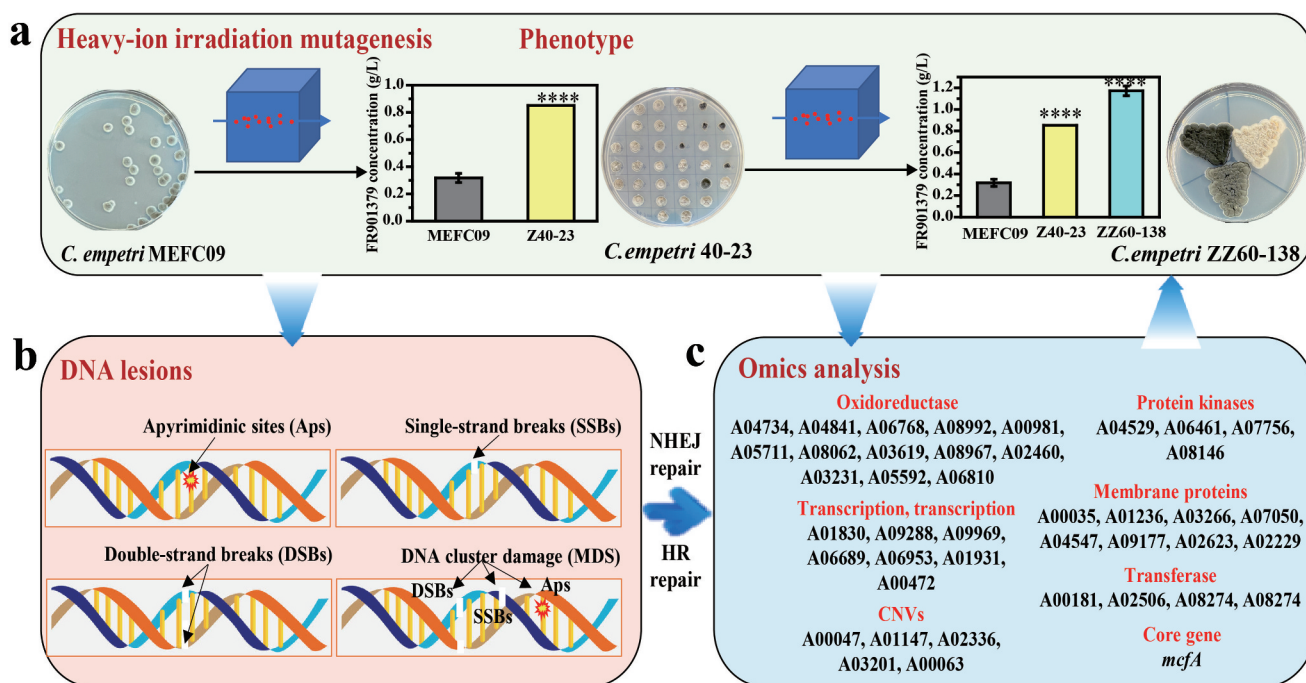 a
Heavy-ion irradiation mutagenesis
Phenotype
FR901379 concentration (g/L)
1.0
0.8
0.6
0.4
0.2
0.0
****
MEFC09
Z40-23
FR901379 concentration (g/L)
1.2
1.0
0.8
0.6
0.4
0.2
0.0
****
****
MEFC09
Z40-23
ZZ60-138
C. empetri MEFC09
C.empetri 40-23
C.empetri ZZ60-138
b
DNA lesions
Apyrimidinic sites (Aps)
Single-strand breaks (SSBs)
Double-strand breaks (DSBs)
DNA cluster damage (MDS)
DSBs
SSBs
Aps
NHEJ
repair
HR
repair
c
Omics analysis
Oxidoreductase
A04734, A04841, A06768, A08992, A00981,
A05711, A08062, A03619, A08967, A02460,
A03231, A05592, A06810
Transcription, transcription
A01830, A09288, A09969,
A06689, A06953, A01931,
A00472
CNVs
A00047, A01147, A02336,
A03201, A00063
Protein kinases
A04529, A06461, A07756,
A08146
Membrane proteins
A00035, A01236, A03266, A07050,
A04547, A09177, A02623, A02229
Transferase
A00181, A02506, A08274, A08274
Core gene
mcfA